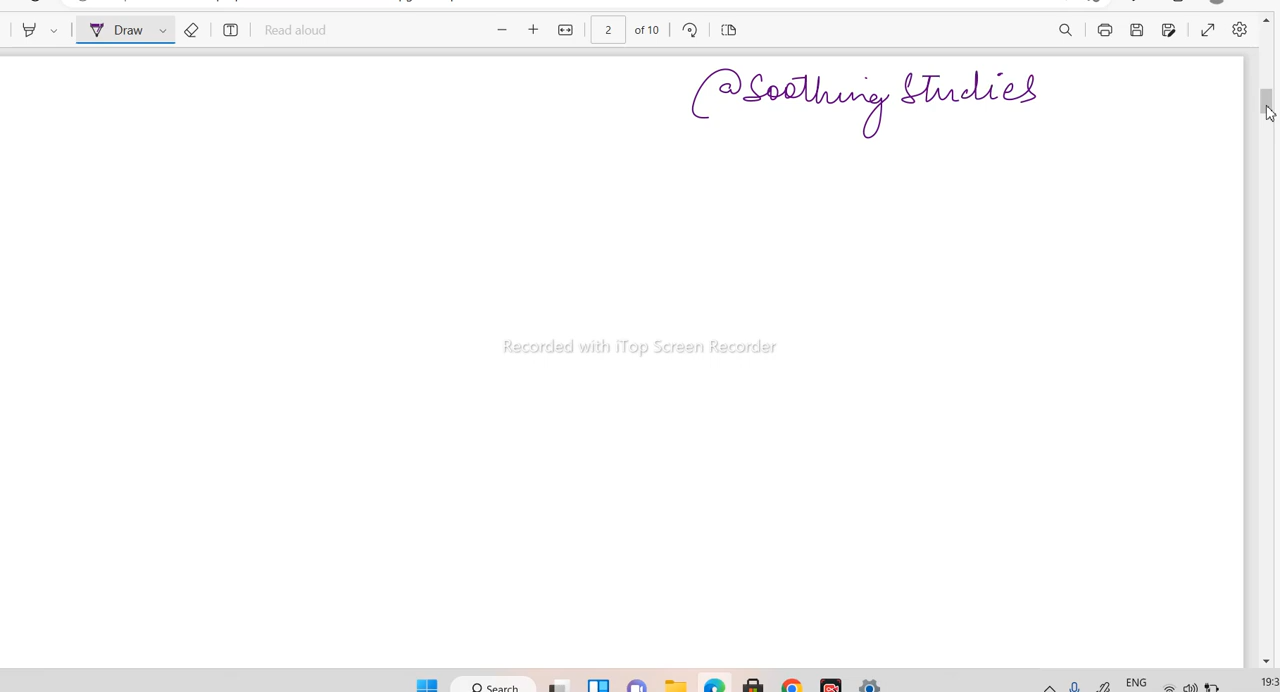 Draw
Read aloud
2
of 10
@Soothing Studies
Recorded with iTop Screen Recorder
Search
ENG